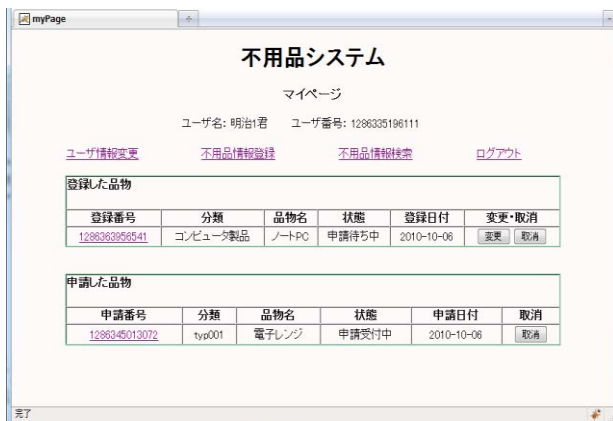 myPage
不用品システム
マイページ
ユーザ名: 明治1君 ユーザ番号: 1286335196111
ユーザ情報変更 不用品情報登録 不用品情報検索 ログアウト
登録した品物
登録番号 分類 品物名 状態 登録日付 変更・取消
1286363956541 コンピュータ製品 ノートPC 申請待ち中 2010-10-06 変更 取消
申請した品物
申請番号 分類 品物名 状態 申請日付 取消
1286345013072 typ001 電子レンジ 申請受付中 2010-10-06 取消
完了